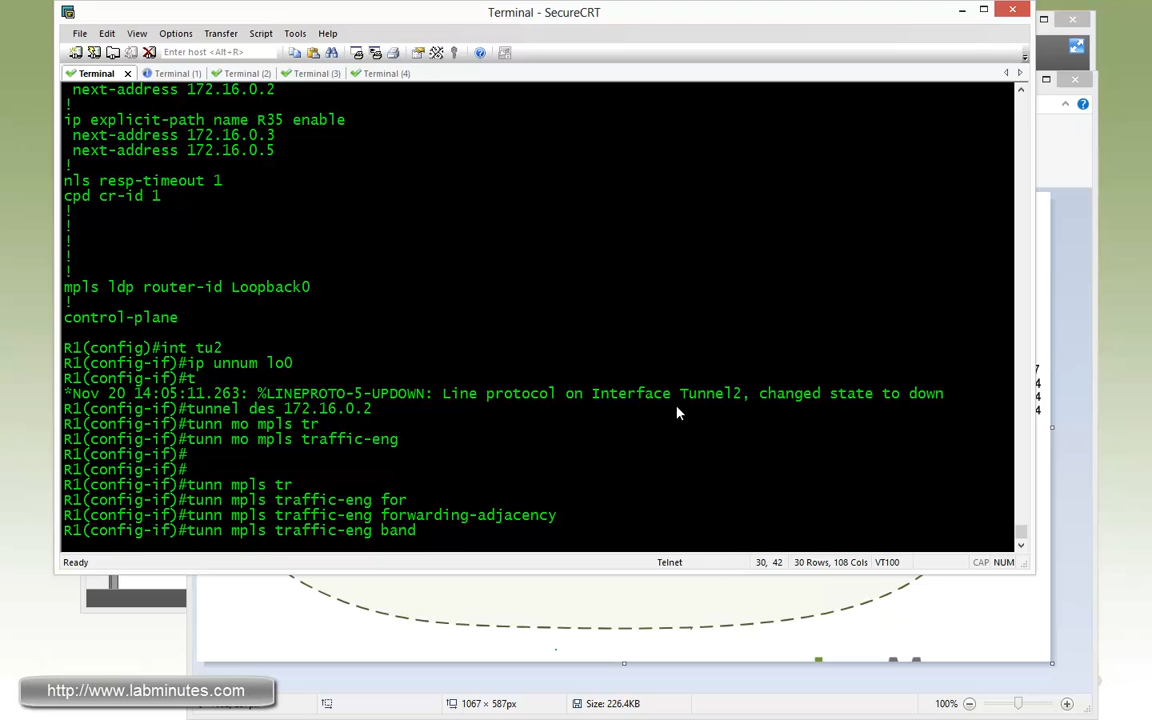 Terminal - SecureCRT
File Edit View Options Transfer Script Tools Help
Enter host <Alt+R>
Terminal Terminal (1) Terminal (2) Terminal (3) Terminal (4)
next-address 172.16.0.2
!
ip explicit-path name R35 enable
next-address 172.16.0.3
next-address 172.16.0.5
!
nls resp-timeout 1
cpd cr-id 1
!
!
!
!
!
mpls ldp router-id Loopback0
!
control-plane
R1(config)#int tu2
R1(config-if)#ip unnum lo0
R1(config-if)#t
*Nov 20 14:05:11.263: %LINEPROTO-5-UPDOWN: Line protocol on Interface Tunnel2, changed state to down
R1(config-if)#tunnel des 172.16.0.2
R1(config-if)#tunn mo mpls tr
R1(config-if)#tunn mo mpls traffic-eng
R1(config-if)#
R1(config-if)#
R1(config-if)#tunn mpls tr
R1(config-if)#tunn mpls traffic-eng for
R1(config-if)#tunn mpls traffic-eng forwarding-adjacency
R1(config-if)#tunn mpls traffic-eng band
Ready Telnet 30, 42 30 Rows, 108 Cols VT100 CAP NUM
7
4
4
4
http://www.labminutes.com
1067 × 587px Size: 226.4KB 100%